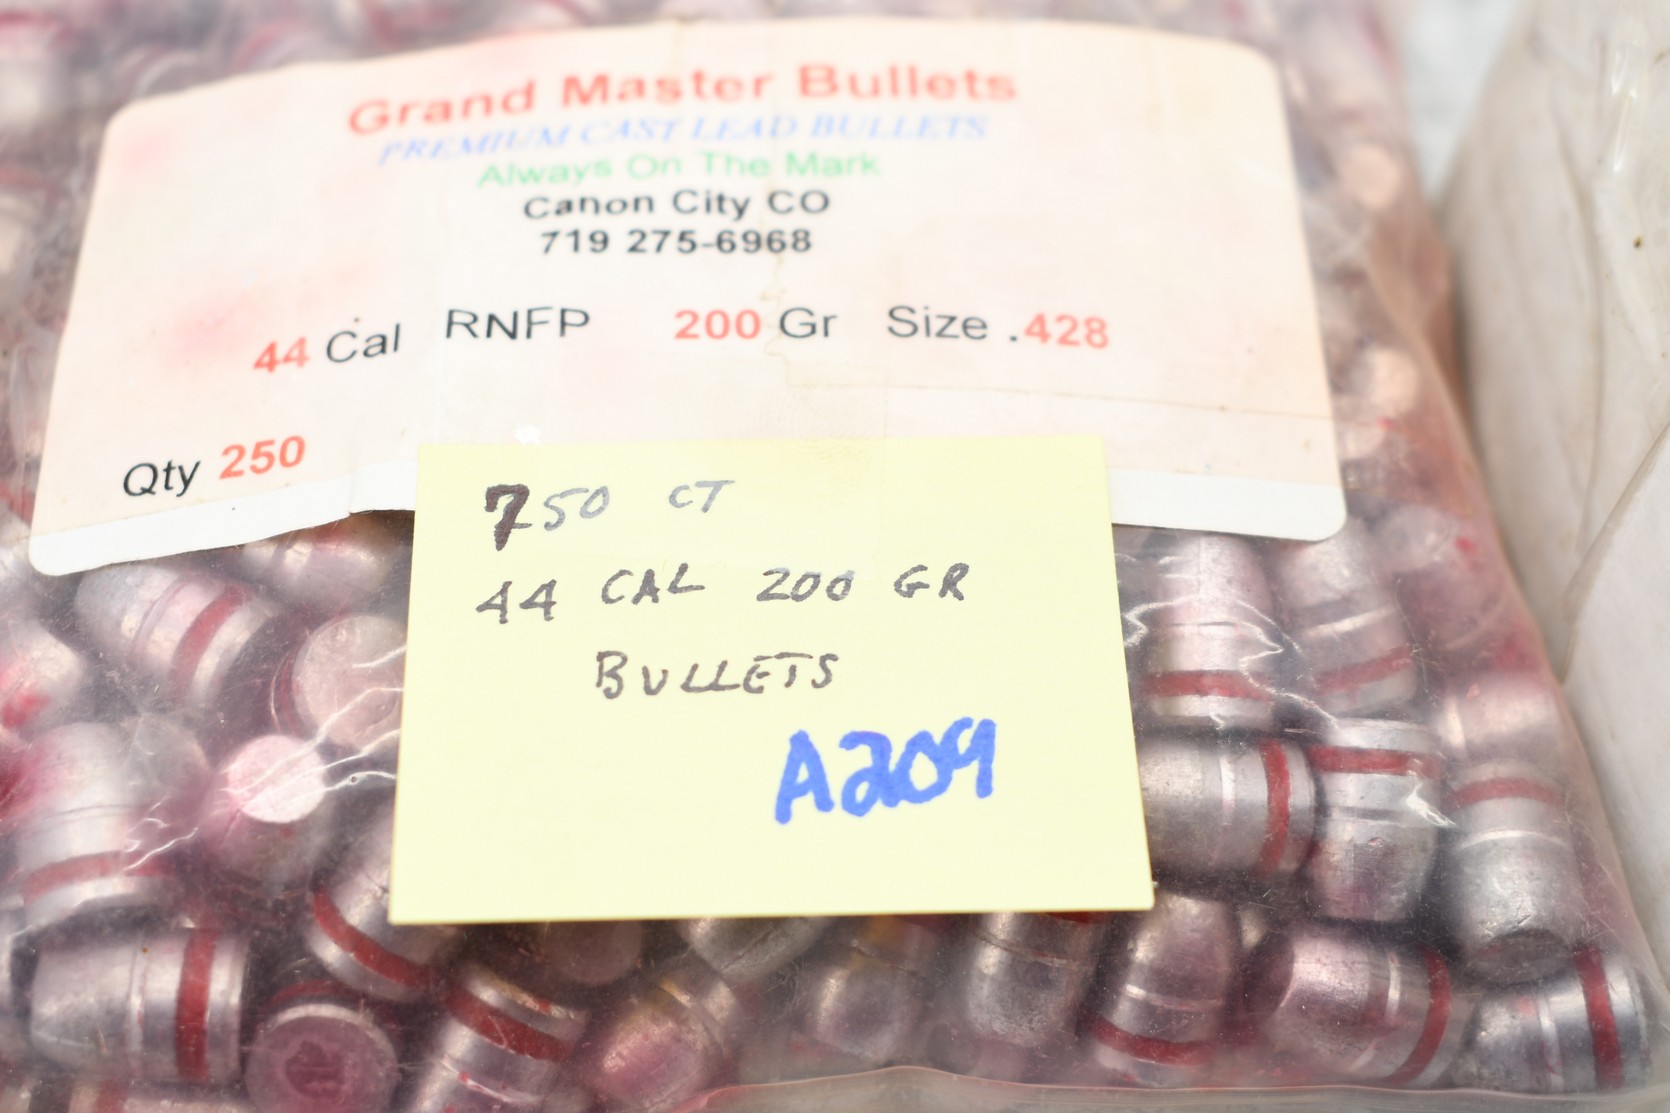 Grand Master Bullets
PREMIUM CAST LEAD BULLETS
Always On The Mark
Canon City CO
719 275-6968
44 Cal RNFP 200 Gr Size .428
Qty 250
750 CT
44 CAL 200 GR
BULLETS
A209